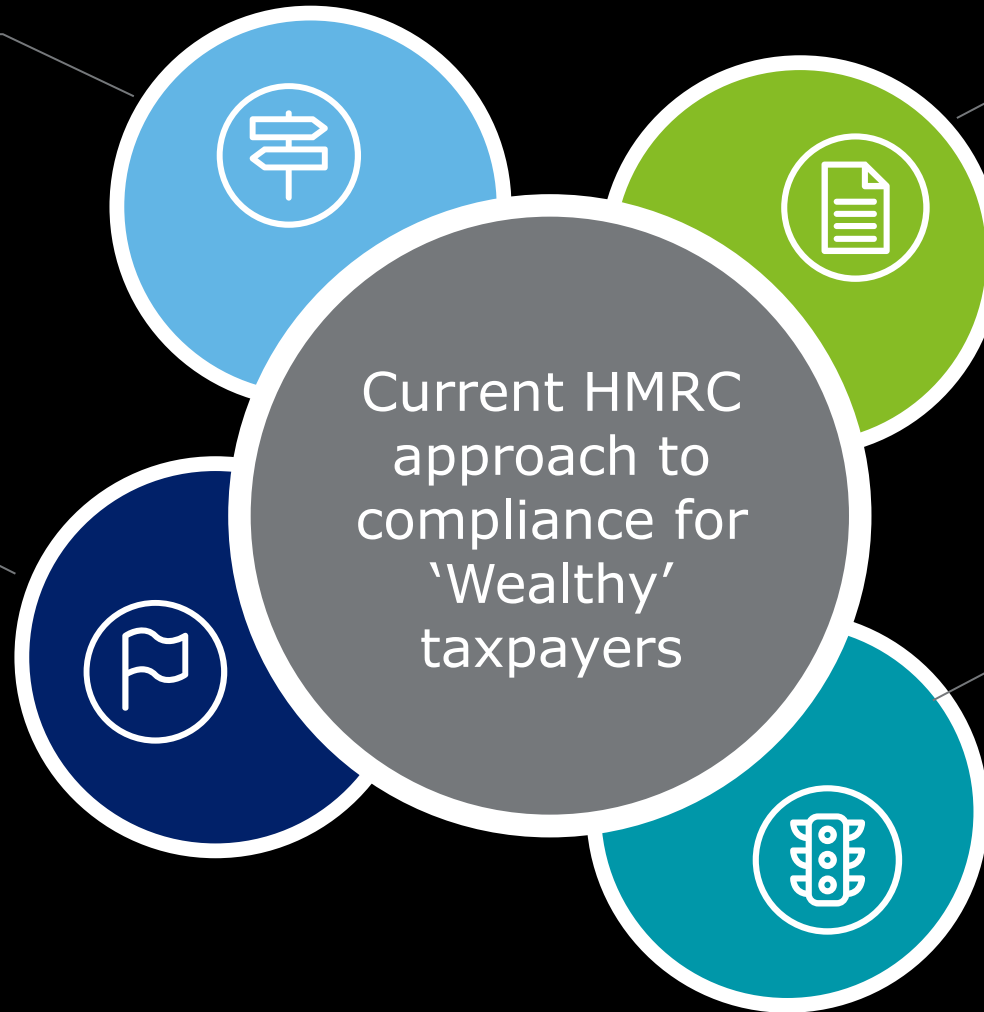 Current HMRC
approach to
compliance for
‘Wealthy’
taxpayers